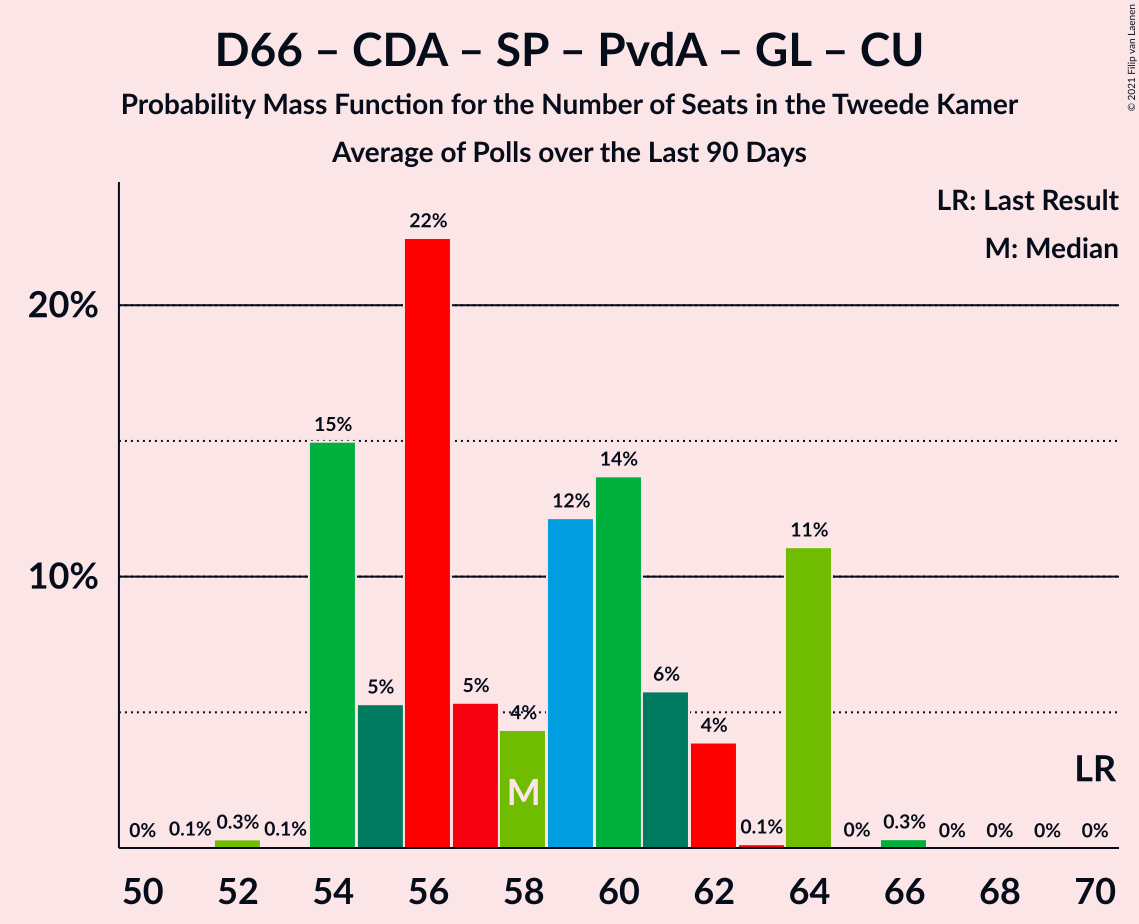 D66 – CDA – SP – PvdA – GL – CU
Probability Mass Function for the Number of Seats in the Tweede Kamer
Average of Polls over the Last 90 Days
© 2021 Filip van Laenen
LR: Last Result
M: Median
20%
10%
0% 0.1% 0.3% 0.1% 15% 5% 22% 5% 4% 12% 14% 6% 4% 0.1% 11% 0% 0.3% 0% 0% 0% 0%
M
LR
50 52 54 56 58 60 62 64 66 68 70